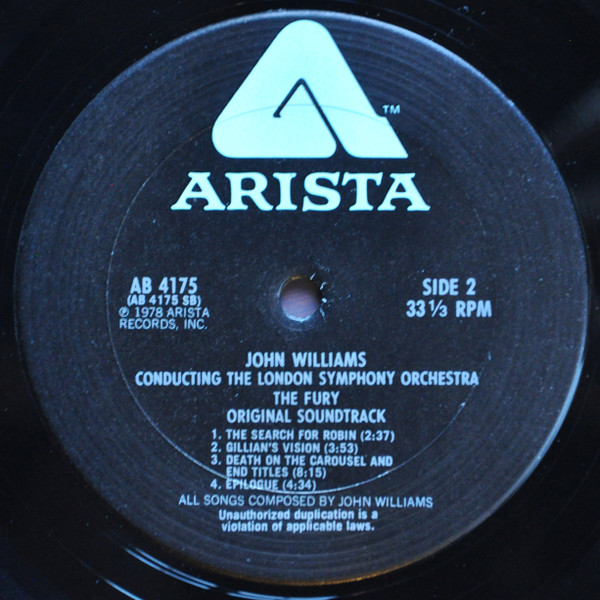 TM
ARISTA
AB 4175
(AB 4175 SB)
℗ 1978 ARISTA
RECORDS, INC.
SIDE 2
33 1/3 RPM
JOHN WILLIAMS
CONDUCTING THE LONDON SYMPHONY ORCHESTRA
THE FURY
ORIGINAL SOUNDTRACK
1. THE SEARCH FOR ROBIN (2:37)
2. GILLIAN'S VISION (3:53)
3. DEATH ON THE CAROUSEL AND
END TITLES (8:15)
4. EPILOGUE (4:34)
ALL SONGS COMPOSED BY JOHN WILLIAMS
Unauthorized duplication is a
violation of applicable laws.